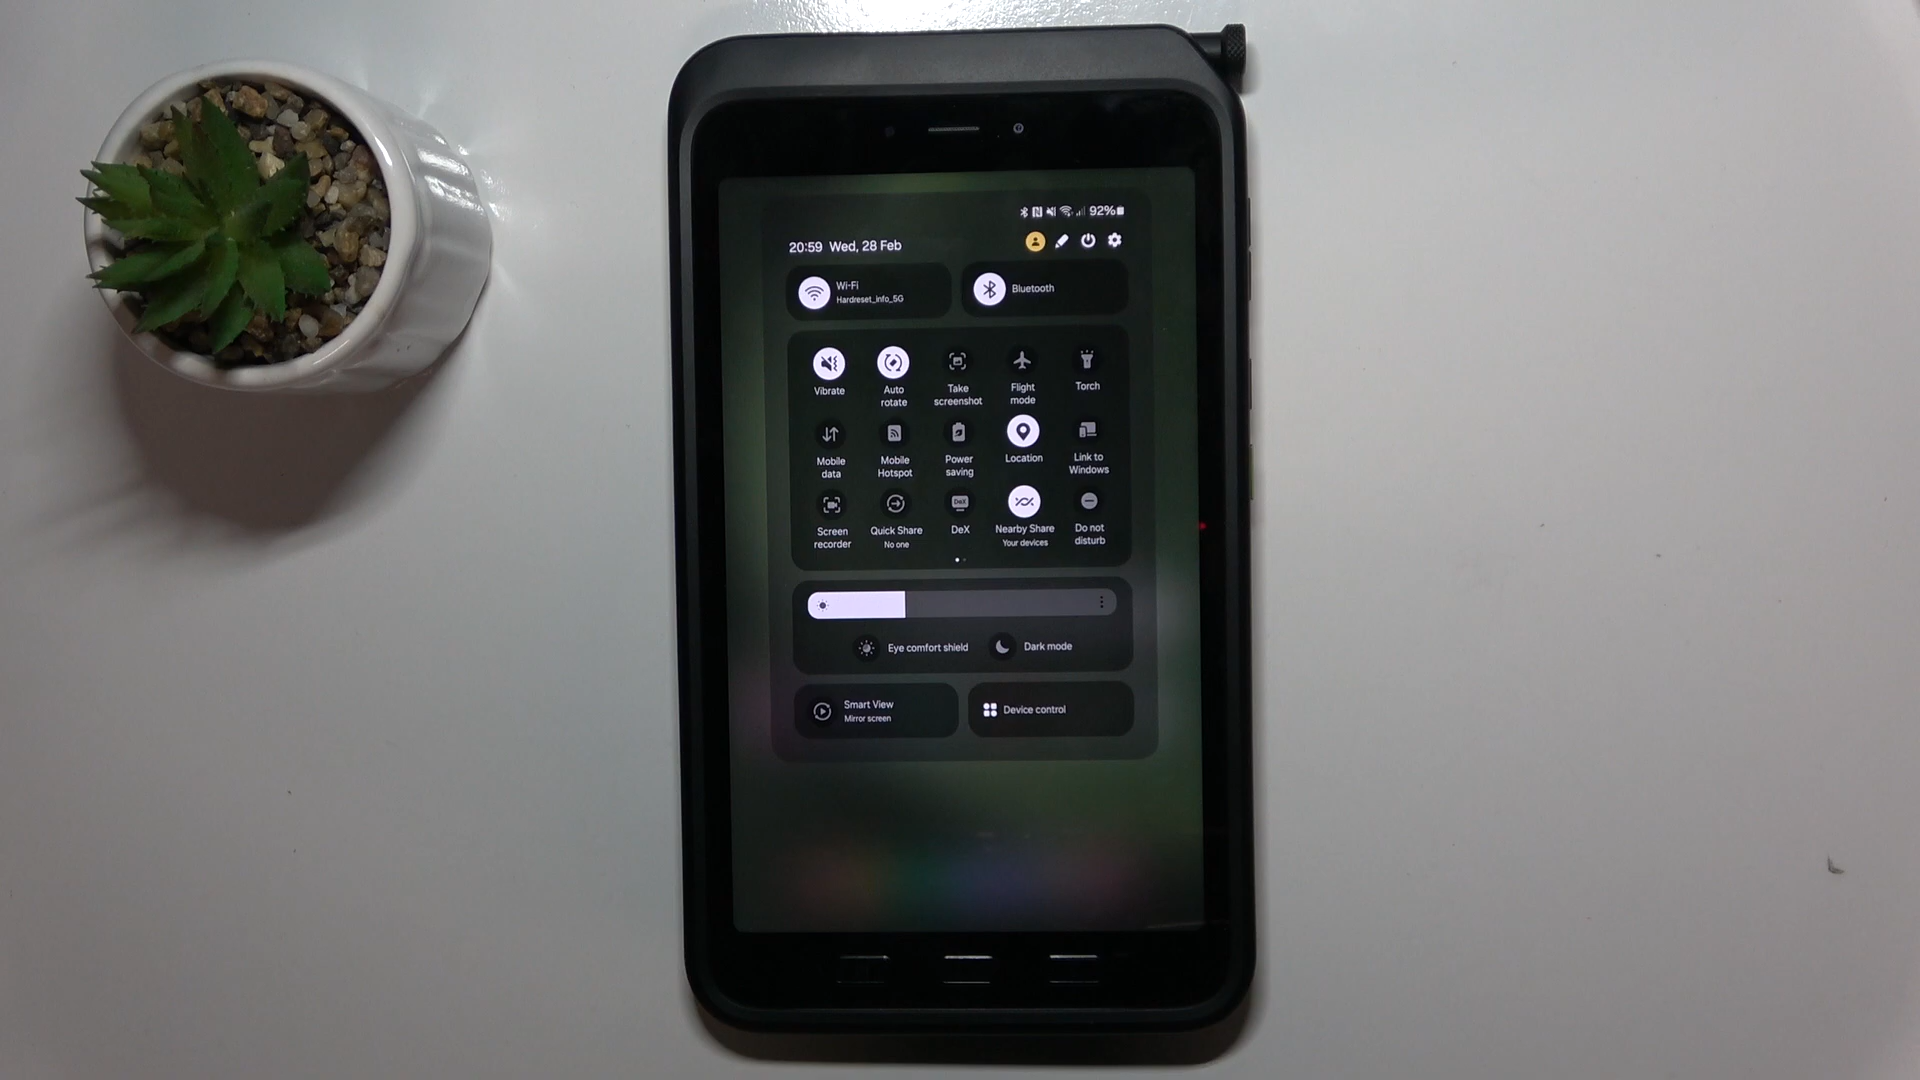 92%
20:59 Wed, 28 Feb
Wi-Fi
Hardreset_info_5G
Bluetooth
Vibrate
Auto
rotate
Take
screenshot
Flight
mode
Torch
Mobile
data
Mobile
Hotspot
Power
saving
Location
Link to
Windows
Screen
recorder
Quick Share
No one
DeX
DeX
Nearby Share
Your devices
Do not
disturb
Eye comfort shield
Dark mode
Smart View
Mirror screen
Device control